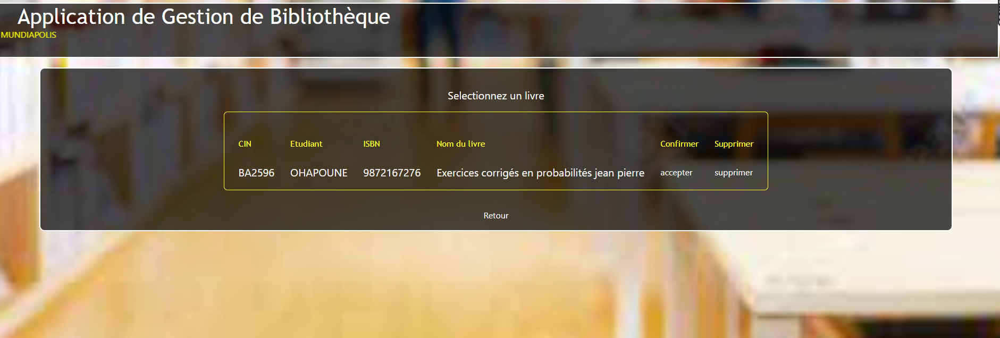 Application de Gestion de Bibliothèque
MUNDIAPOLIS
Selectionnez un livre
CIN Etudiant ISBN Nom du livre Confirmer Supprimer
BA2596 OHAPOUNE 9872167276 Exercices corrigés en probabilités jean pierre accepter supprimer
Retour